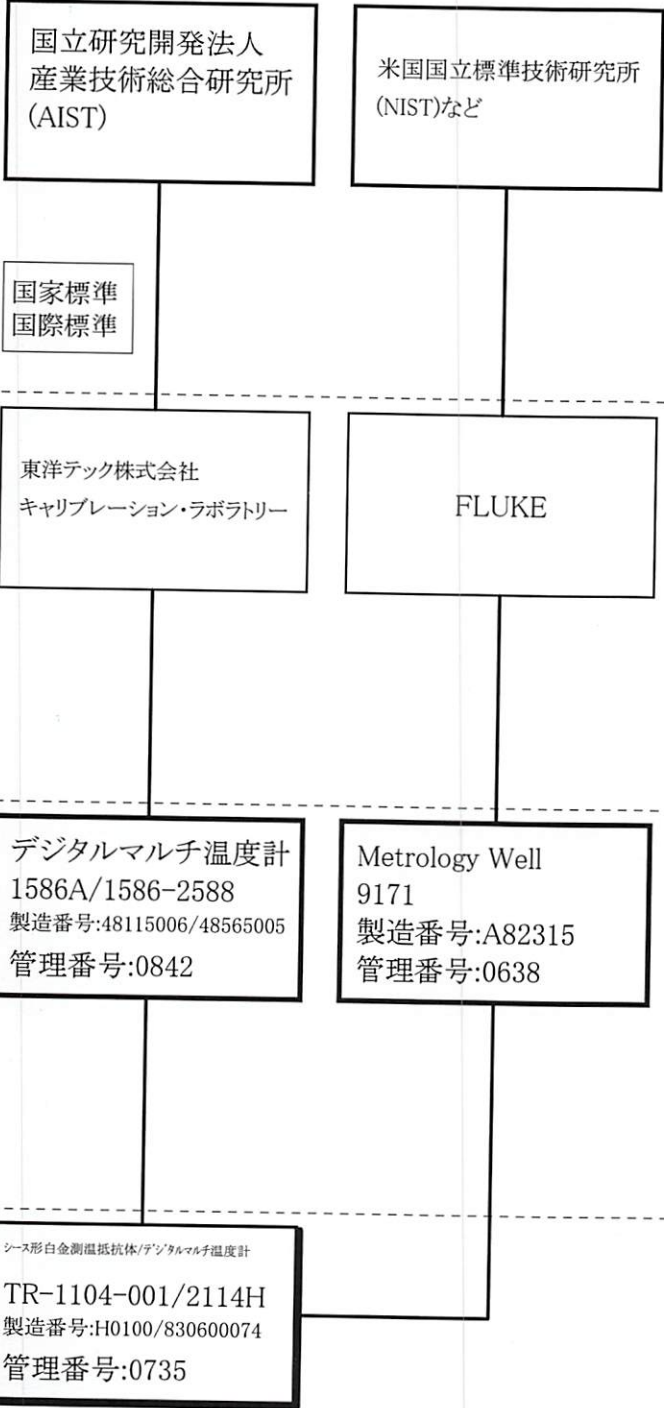 国立研究開発法人
産業技術総合研究所
(AIST)
米国国立標準技術研究所
(NIST)など
国家標準
国際標準
東洋テック株式会社
キャリブレーション・ラボラトリー
FLUKE
デジタルマルチ温度計
1586A/1586-2588
製造番号:48115006/48565005
管理番号:0842
Metrology Well
9171
製造番号:A82315
管理番号:0638
シース形白金測温抵抗体/デジタルマルチ温度計
TR-1104-001/2114H
製造番号:H0100/830600074
管理番号:0735